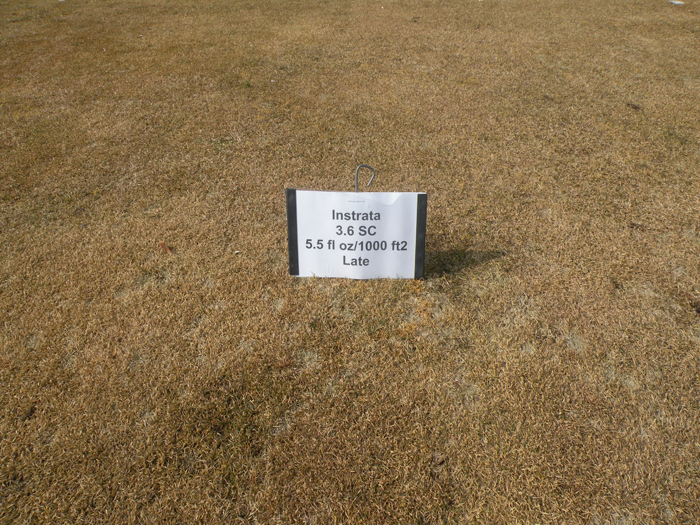 Instrata
3.6 SC
5.5 fl oz/1000 ft2
Late